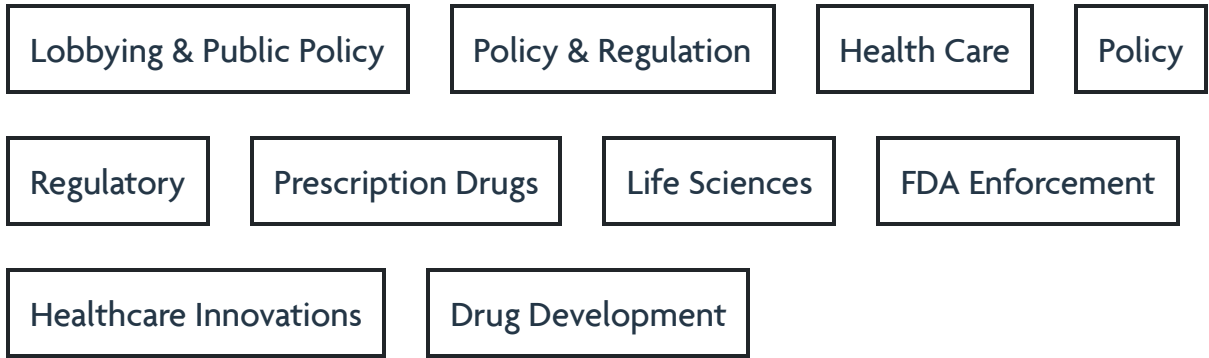 Lobbying & Public Policy Policy & Regulation Health Care Policy
Regulatory Prescription Drugs Life Sciences FDA Enforcement
Healthcare Innovations Drug Development